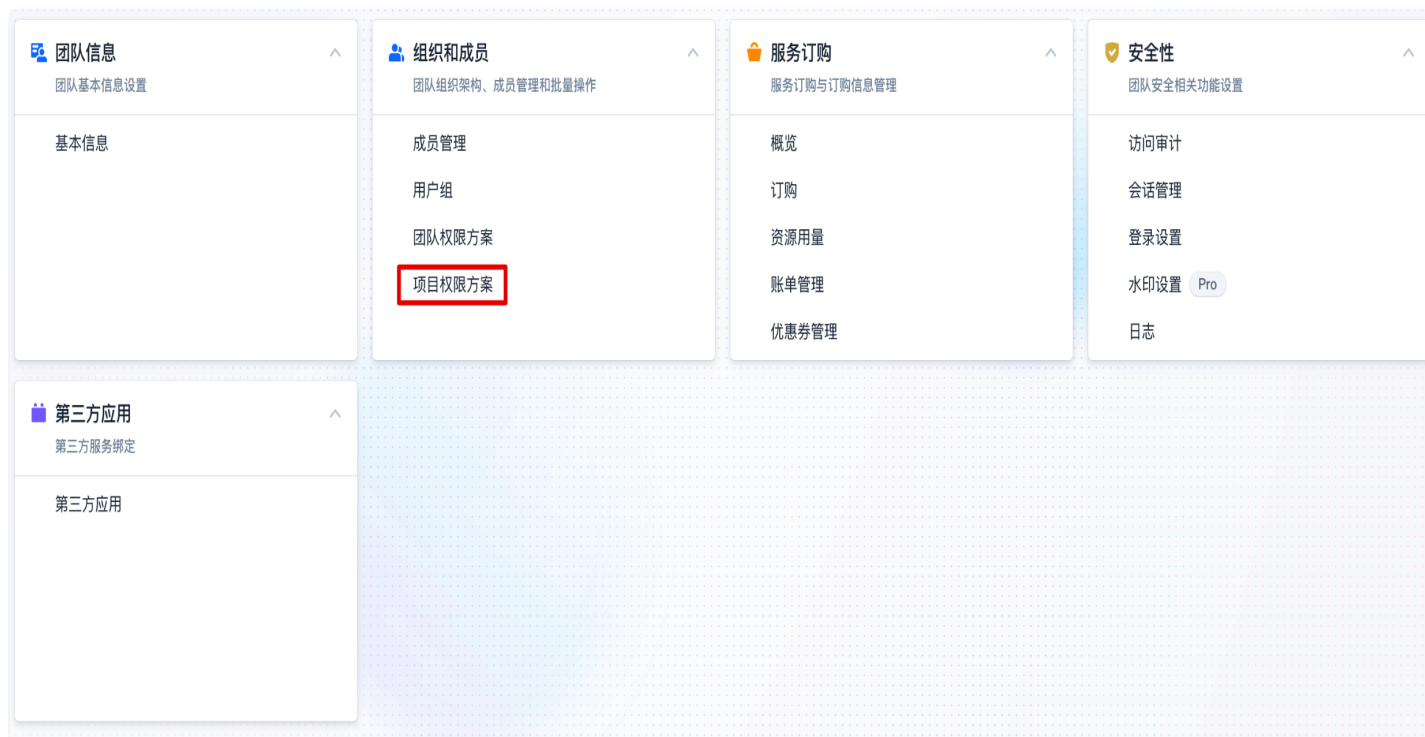 团队信息
团队基本信息设置
基本信息
组织和成员
团队组织架构、成员管理和批量操作
成员管理
用户组
团队权限方案
项目权限方案
服务订购
服务订购与订购信息管理
概览
订购
资源用量
账单管理
优惠券管理
安全性
团队安全相关功能设置
访问审计
会话管理
登录设置
水印设置 Pro
日志
第三方应用
第三方服务绑定
第三方应用